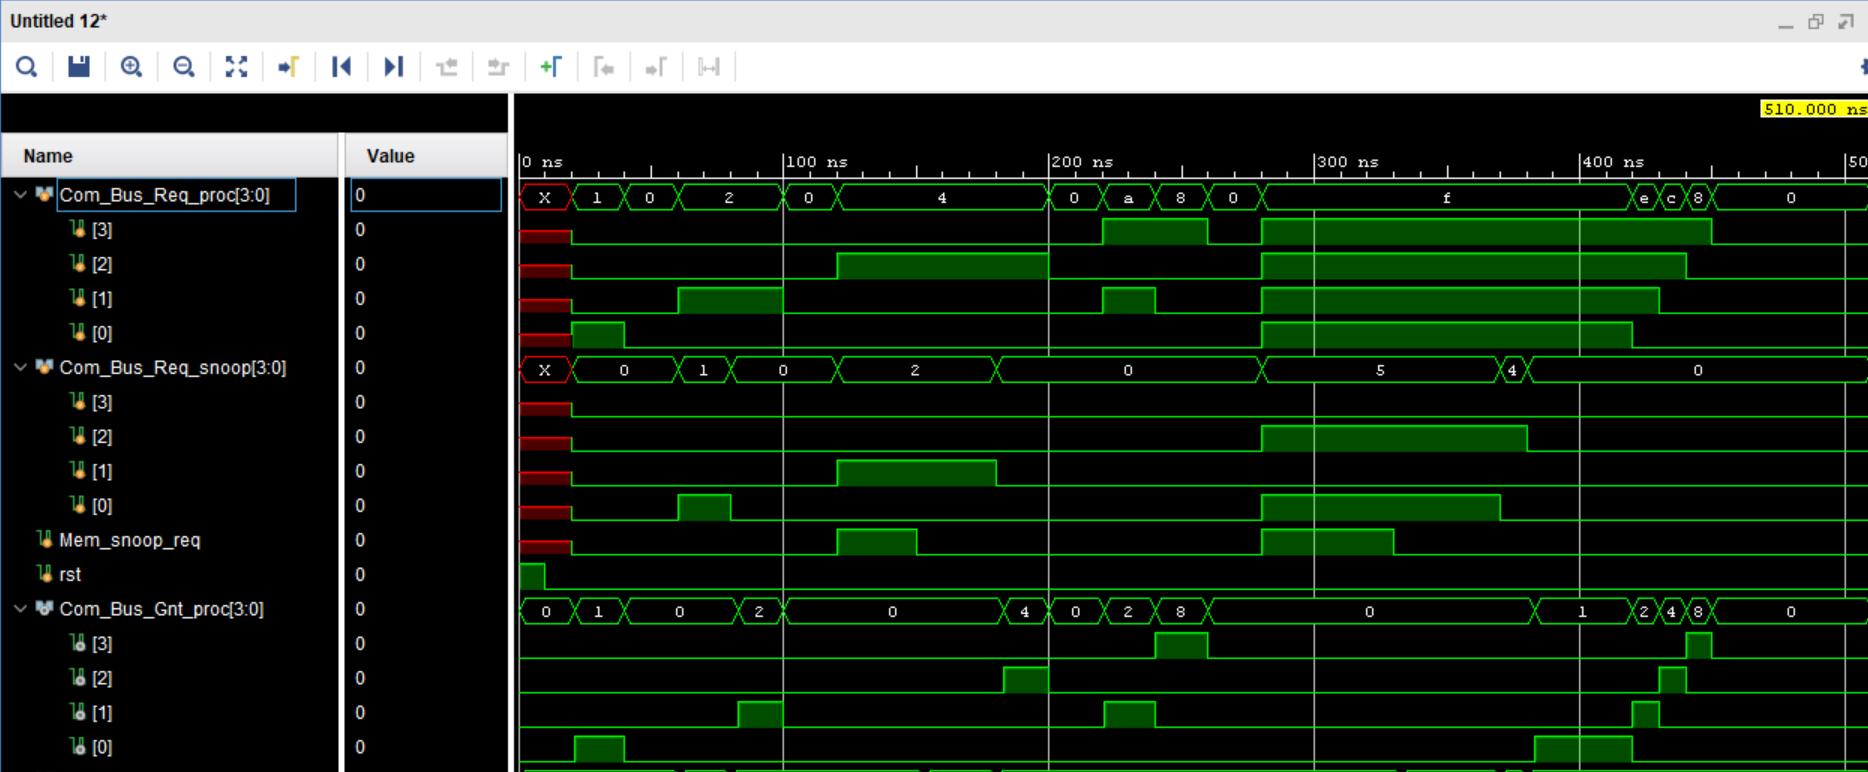 Untitled 12*
510.000 ns
Name Value
0 ns 100 ns 200 ns 300 ns 400 ns 50
Com_Bus_Req_proc[3:0] 0 X 1 0 2 0 4 0 a 8 0 f e c 8 0
[3] 0
[2] 0
[1] 0
[0] 0
Com_Bus_Req_snoop[3:0] 0 X 0 1 0 2 0 5 4 0
[3] 0
[2] 0
[1] 0
[0] 0
Mem_snoop_req 0
rst 0
Com_Bus_Gnt_proc[3:0] 0 0 1 0 2 0 4 0 2 8 0 1 2 4 8 0
[3] 0
[2] 0
[1] 0
[0] 0